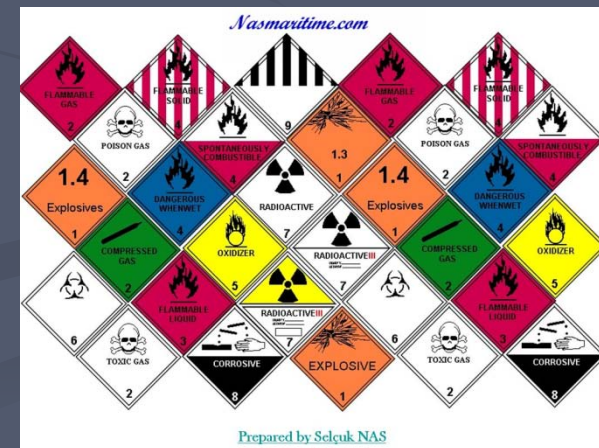 Nasmaritime.com
FLAMMABLE
GAS
2
FLAMMABLE
SOLID
4
9
FLAMMABLE
GAS
2
FLAMMABLE
SOLID
4
POISON GAS
2
SPONTANEOUSLY
COMBUSTIBLE
4
1.3
1
POISON GAS
2
SPONTANEOUSLY
COMBUSTIBLE
4
1.4
Explosives
1
DANGEROUS
WHENWET
4
RADIOACTIVE
7
1.4
Explosives
1
DANGEROUS
WHENWET
4
COMPRESSED
GAS
2
OXIDIZER
5
RADIOACTIVEIII
7
COMPRESSED
GAS
2
OXIDIZER
5
6
FLAMMABLE
LIQUID
3
RADIOACTIVEIII
7
6
FLAMMABLE
LIQUID
3
TOXIC GAS
2
CORROSIVE
8
EXPLOSIVE
1
TOXIC GAS
2
CORROSIVE
8
Prepared by Selçuk NAS